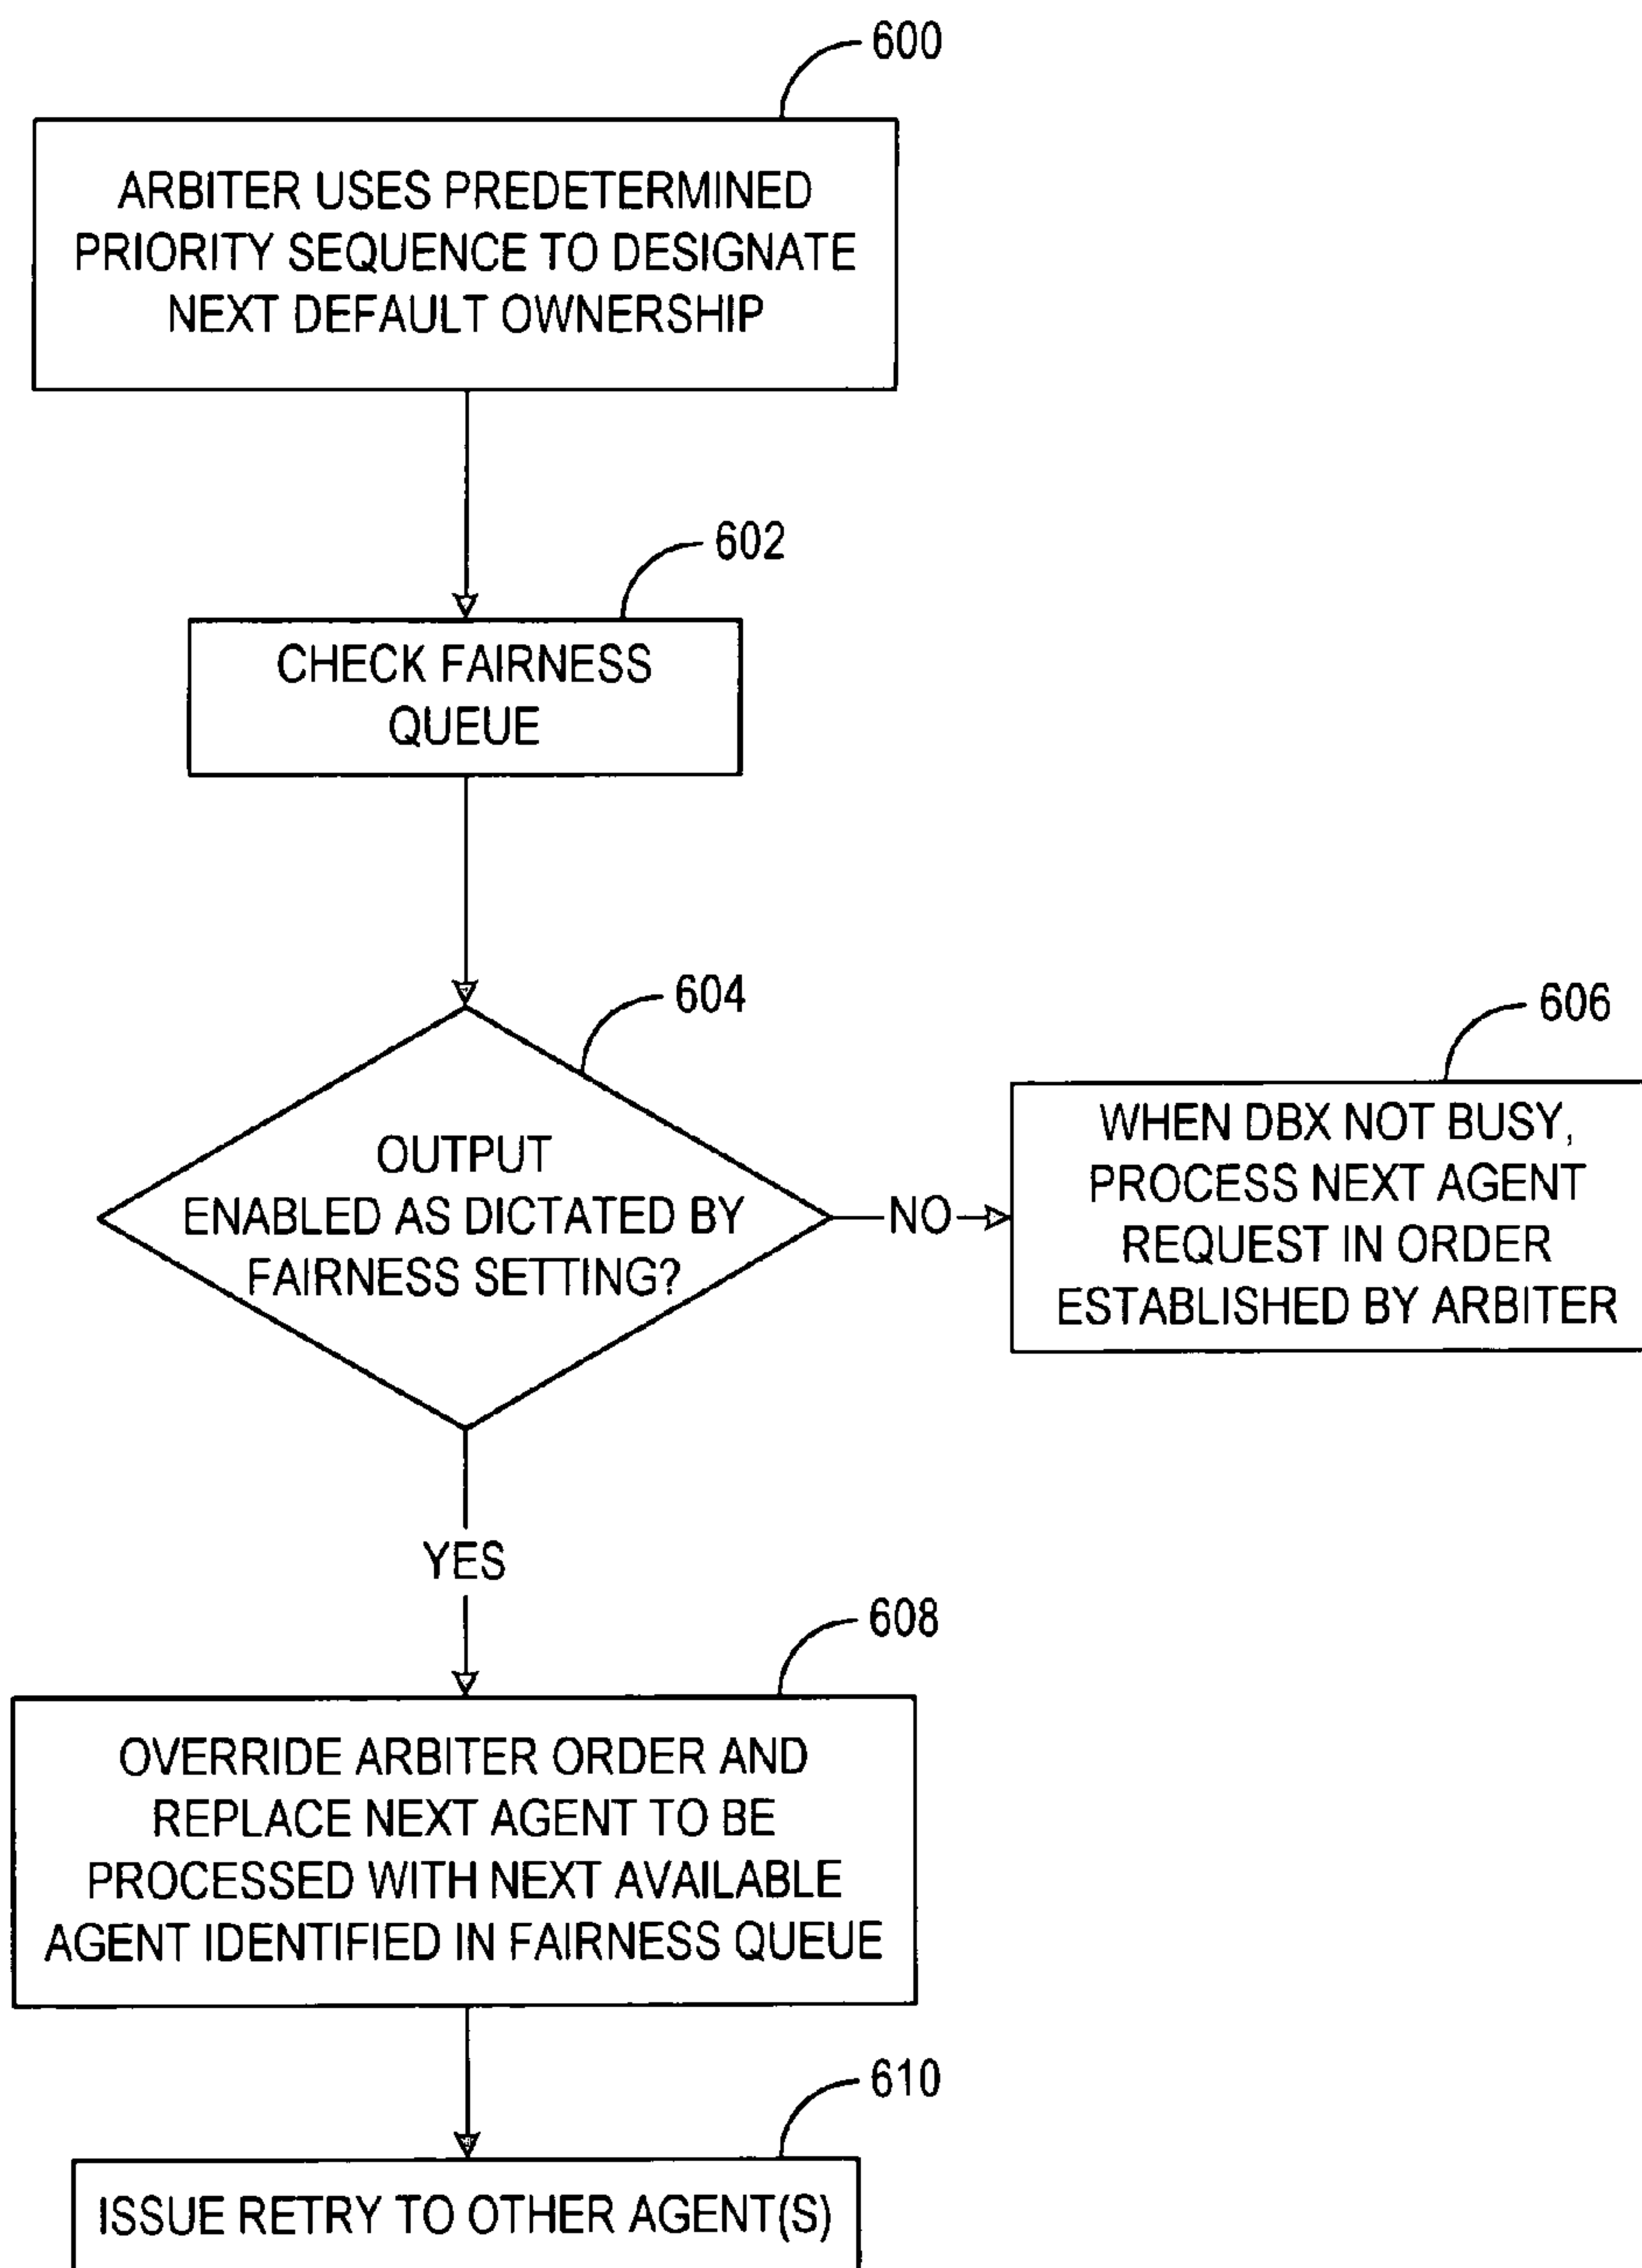 600
ARBITER USES PREDETERMINED
PRIORITY SEQUENCE TO DESIGNATE
NEXT DEFAULT OWNERSHIP
602
CHECK FAIRNESS
QUEUE
604
OUTPUT
ENABLED AS DICTATED BY
FAIRNESS SETTING?
NO
606
WHEN DBX NOT BUSY,
PROCESS NEXT AGENT
REQUEST IN ORDER
ESTABLISHED BY ARBITER
YES
608
OVERRIDE ARBITER ORDER AND
REPLACE NEXT AGENT TO BE
PROCESSED WITH NEXT AVAILABLE
AGENT IDENTIFIED IN FAIRNESS QUEUE
610
ISSUE RETRY TO OTHER AGENT(S)